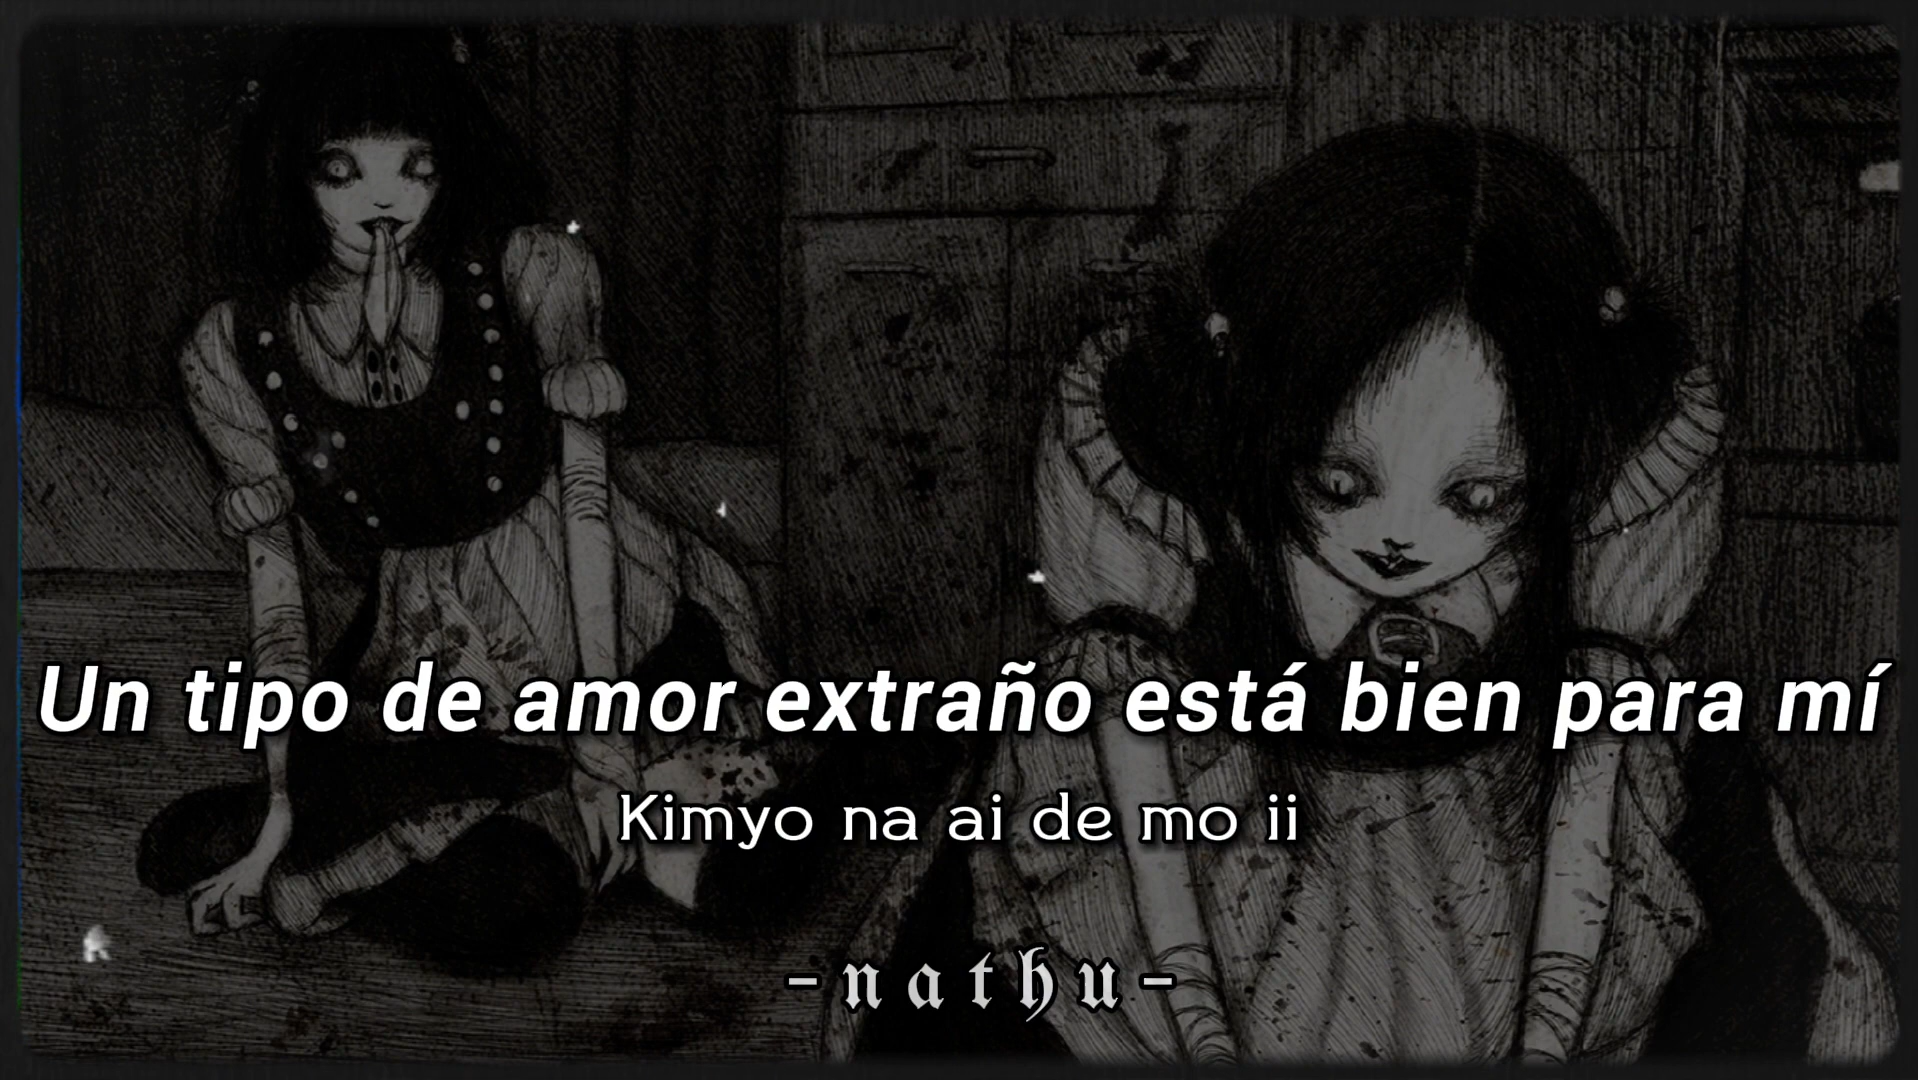 Un tipo de amor extraño está bien para mí
Kimyo na ai de mo ii
-nathu-